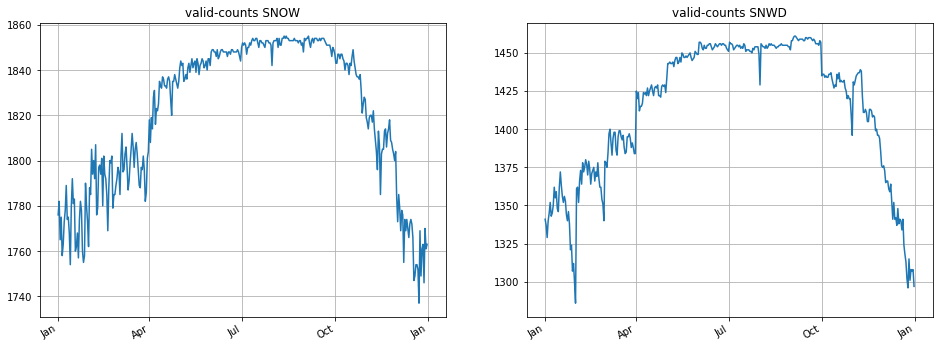 valid-counts SNOW
1860
1840
1820
1800
1780
1760
1740
Jan
Apr
Jul
Oct
Jan
valid-counts SNWD
1450
1425
1400
1375
1350
1325
1300
Jan
Apr
Jul
Oct
Jan